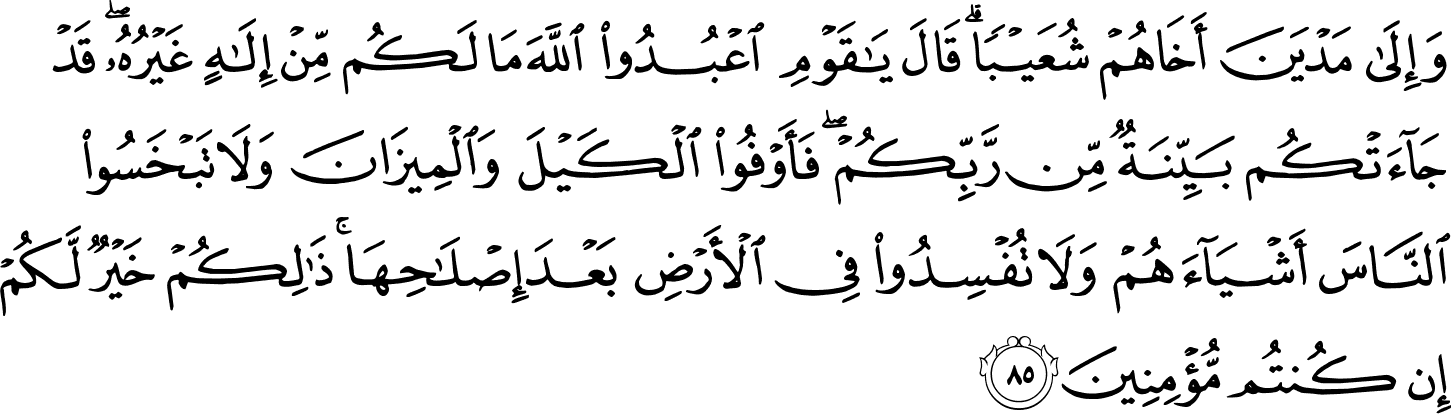 وَإِلَىٰ مَدۡيَنَ أَخَاهُمۡ شُعَيۡبٗاۚ قَالَ يَٰقَوۡمِ ٱعۡبُدُواْ ٱللَّهَ مَا لَكُم مِّنۡ إِلَٰهٍ غَيۡرُهُۥۖ قَدۡ
جَآءَتۡكُم بَيِّنَةٞ مِّن رَّبِّكُمۡۖ فَأَوۡفُواْ ٱلۡكَيۡلَ وَٱلۡمِيزَانَ وَلَا تَبۡخَسُواْ
ٱلنَّاسَ أَشۡيَآءَهُمۡ وَلَا تُفۡسِدُواْ فِي ٱلۡأَرۡضِ بَعۡدَ إِصۡلَٰحِهَاۚ ذَٰلِكُمۡ خَيۡرٞ لَّكُمۡ
إِن كُنتُم مُّؤۡمِنِينَ ٨٥